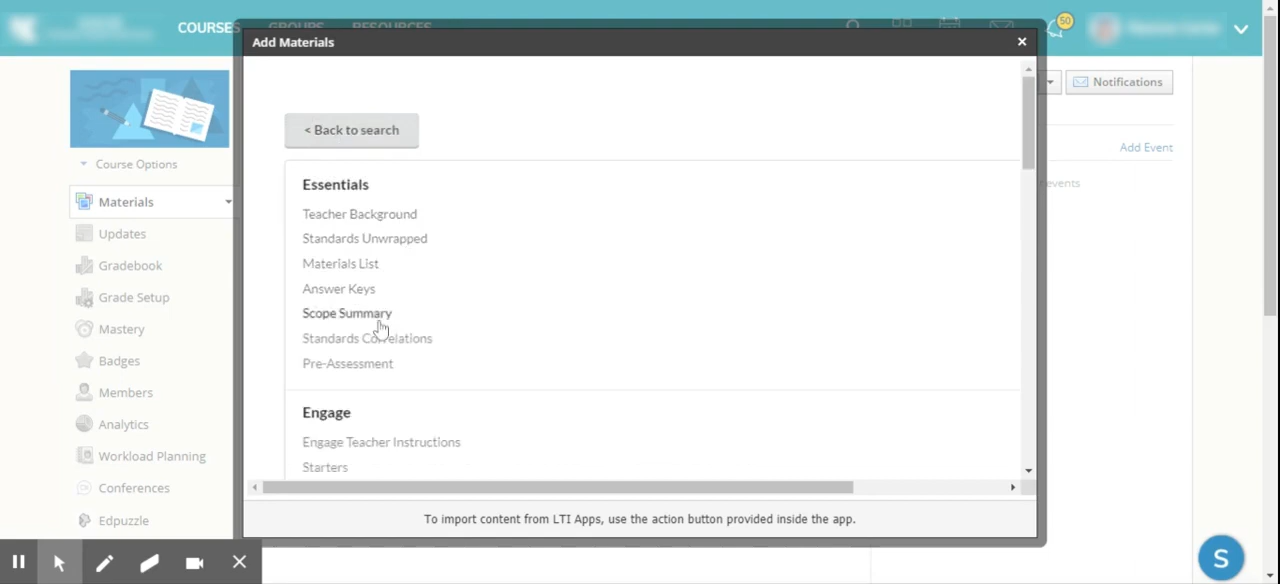 COURSES
GROUPS
RESOURCES
50
Add Materials
Notifications
< Back to search
Add Event
Course Options
events
Essentials
Materials
Teacher Background
Updates
Standards Unwrapped
Gradebook
Materials List
Grade Setup
Answer Keys
Mastery
Scope Summary
Badges
Standards Correlations
Members
Pre-Assessment
Analytics
Engage
Workload Planning
Engage Teacher Instructions
Conferences
Starters
Edpuzzle
To import content from LTI Apps, use the action button provided inside the app.
S